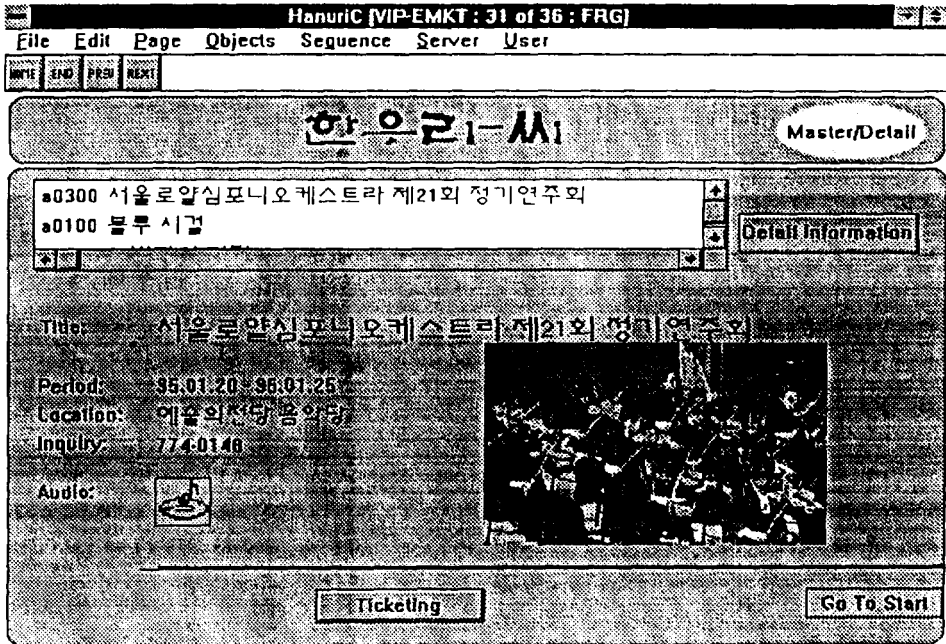 HanuriC [VIP-EMKT : 31 of 36 : FRG]
File Edit Page Objects Sequence Server User
HOME END PREV NEXT
한우리-씨
Master/Detail
a0300 서울로얄심포니오케스트라 제21회 정기연주회
a0100 블루 시걸
Detail Information
Title: 서울로얄심포니오케스트라 제21회 정기연주회
Period: 95.01.20 - 95.01.25
Location: 예술의전당 음악당
Inquiry: 774-0148
Audio:
Ticketing
Go To Start